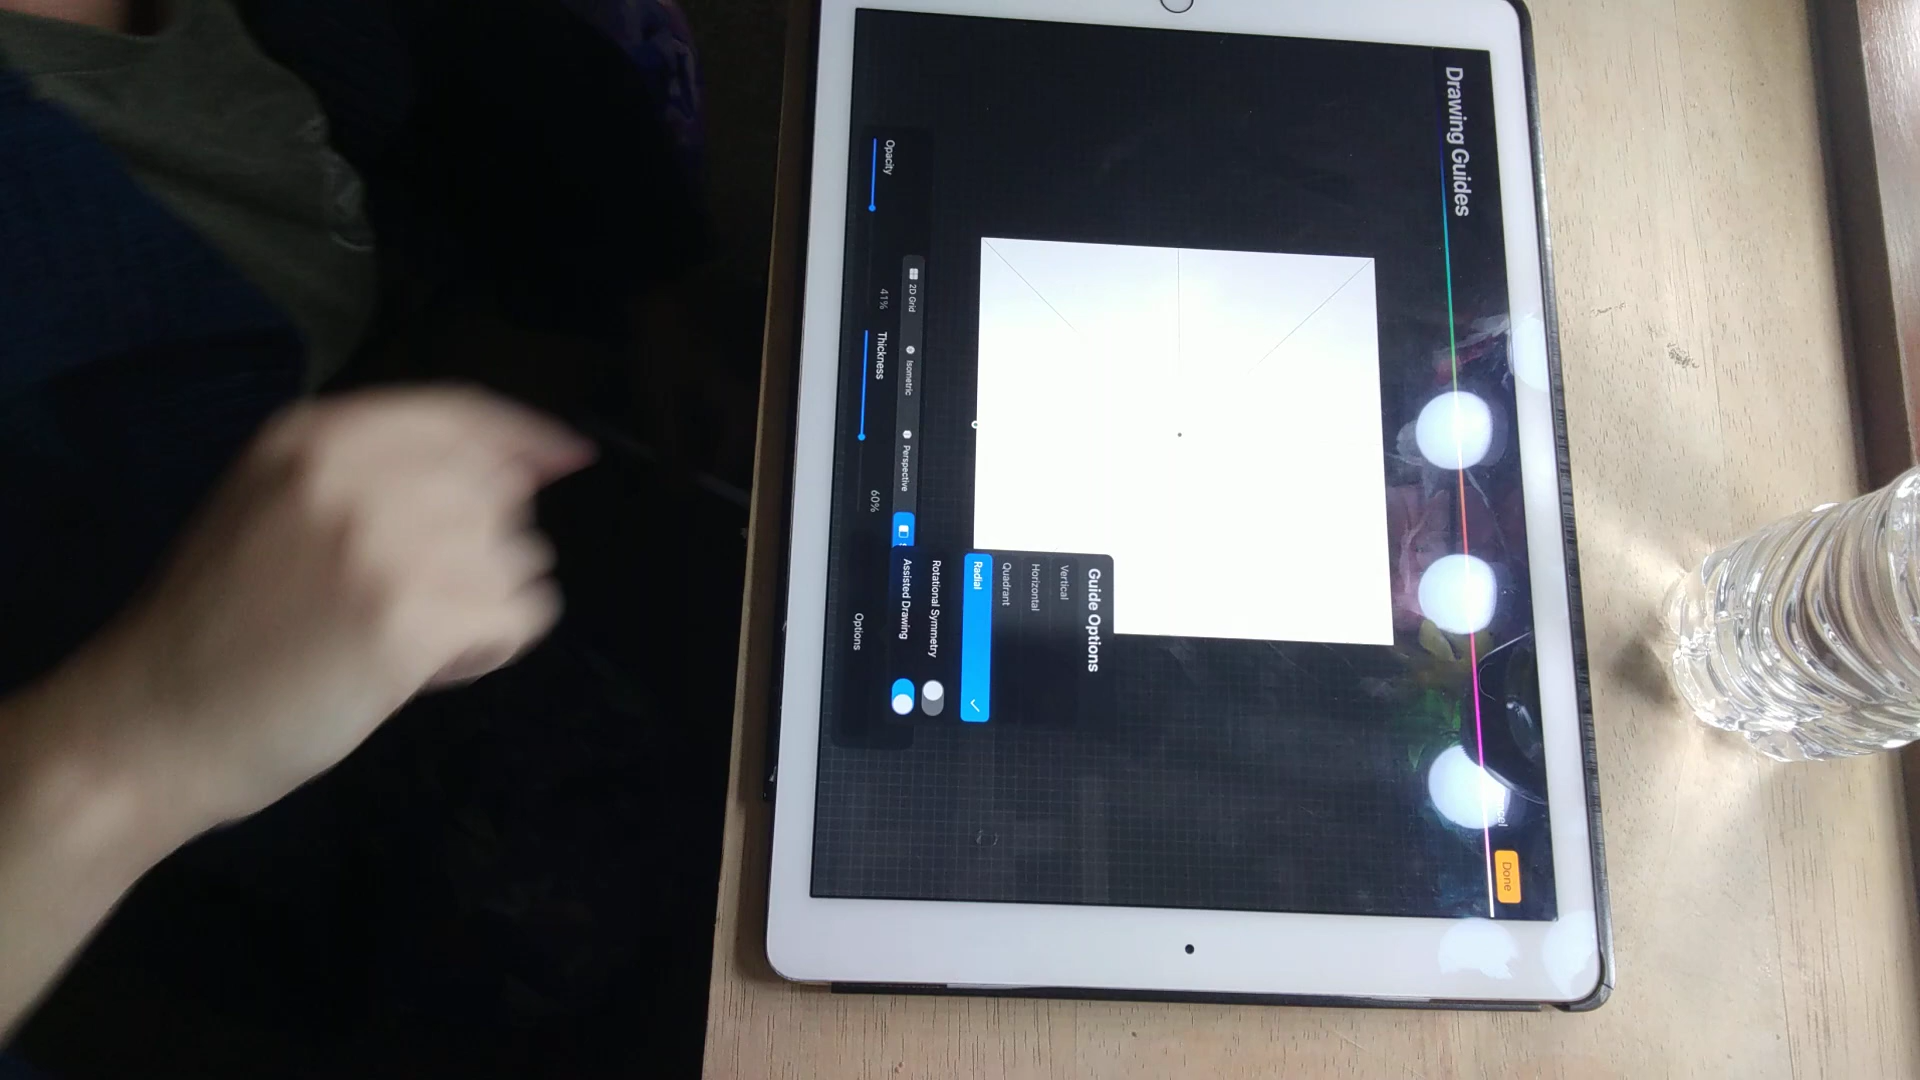 Drawing Guides
Done
Guide Options
Vertical
Horizontal
Quadrant
Radial
Rotational Symmetry
Assisted Drawing
2D Grid
Isometric
Perspective
Opacity
41%
Thickness
60%
Options